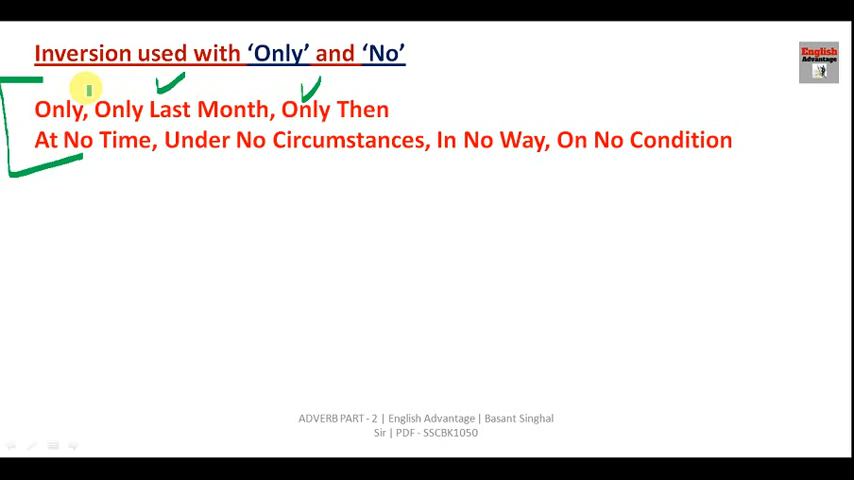 Inversion used with ‘Only’ and ‘No’
English
Advantage
Only, Only Last Month, Only Then
At No Time, Under No Circumstances, In No Way, On No Condition
ADVERB PART - 2 | English Advantage | Basant Singhal
Sir | PDF - SSCBK1050